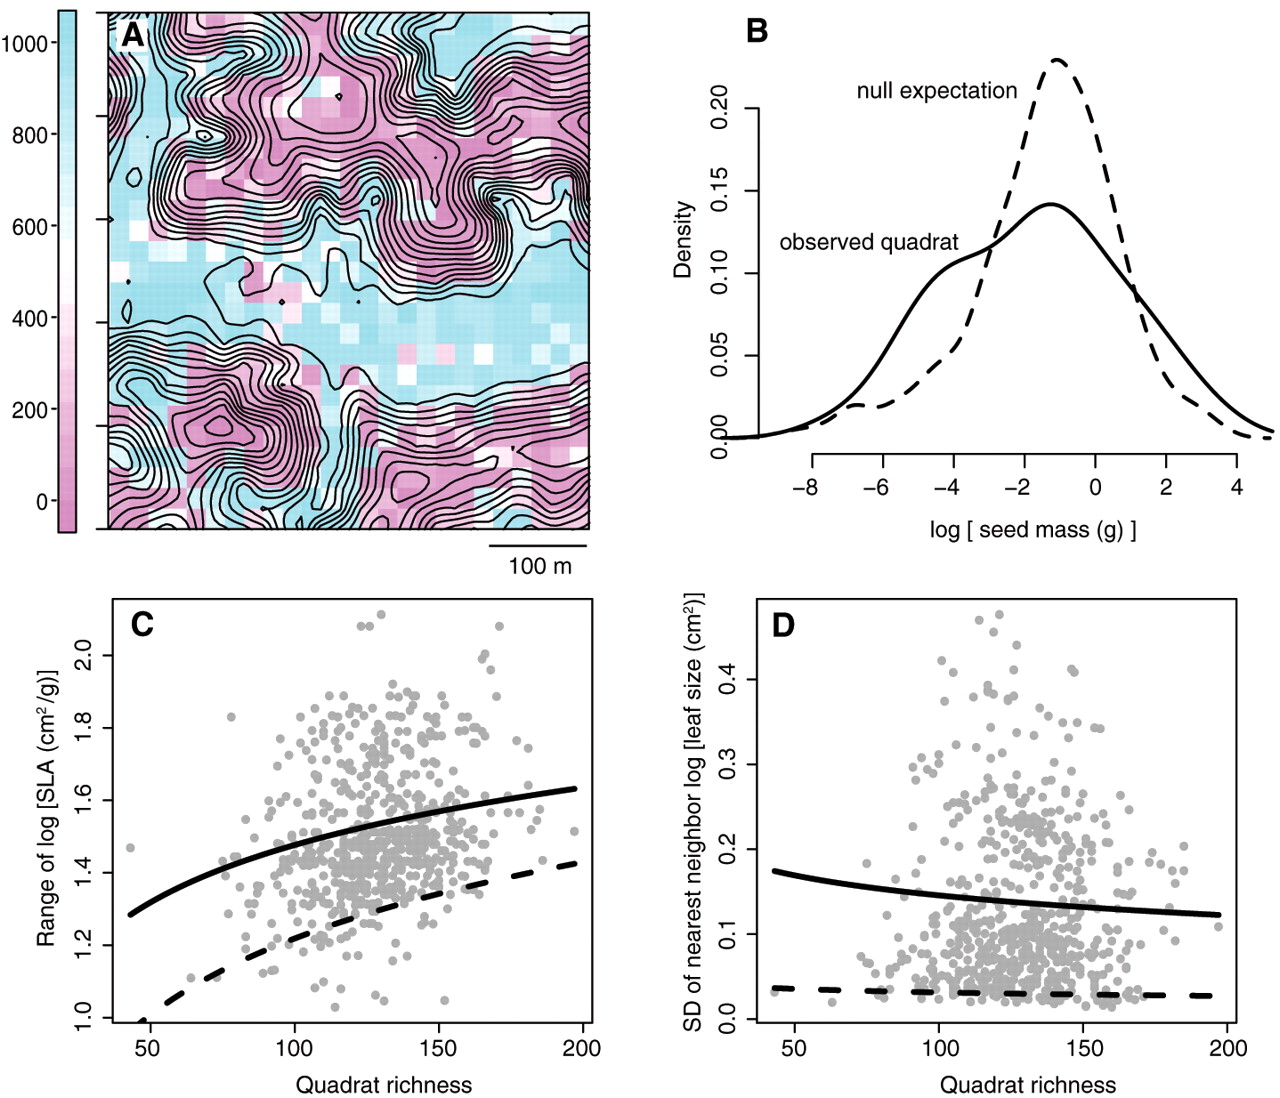 A
1000
800
600
400
200
0
100 m
B
null expectation
observed quadrat
Density
0.20
0.15
0.10
0.05
0.00
−8 −6 −4 −2 0 2 4
log [ seed mass (g) ]
C
Range of log [SLA (cm² /g)]
2.0
1.8
1.6
1.4
1.2
1.0
50 100 150 200
Quadrat richness
D
SD of nearest neighbor log [leaf size (cm²)]
0.4
0.3
0.2
0.1
0.0
50 100 150 200
Quadrat richness